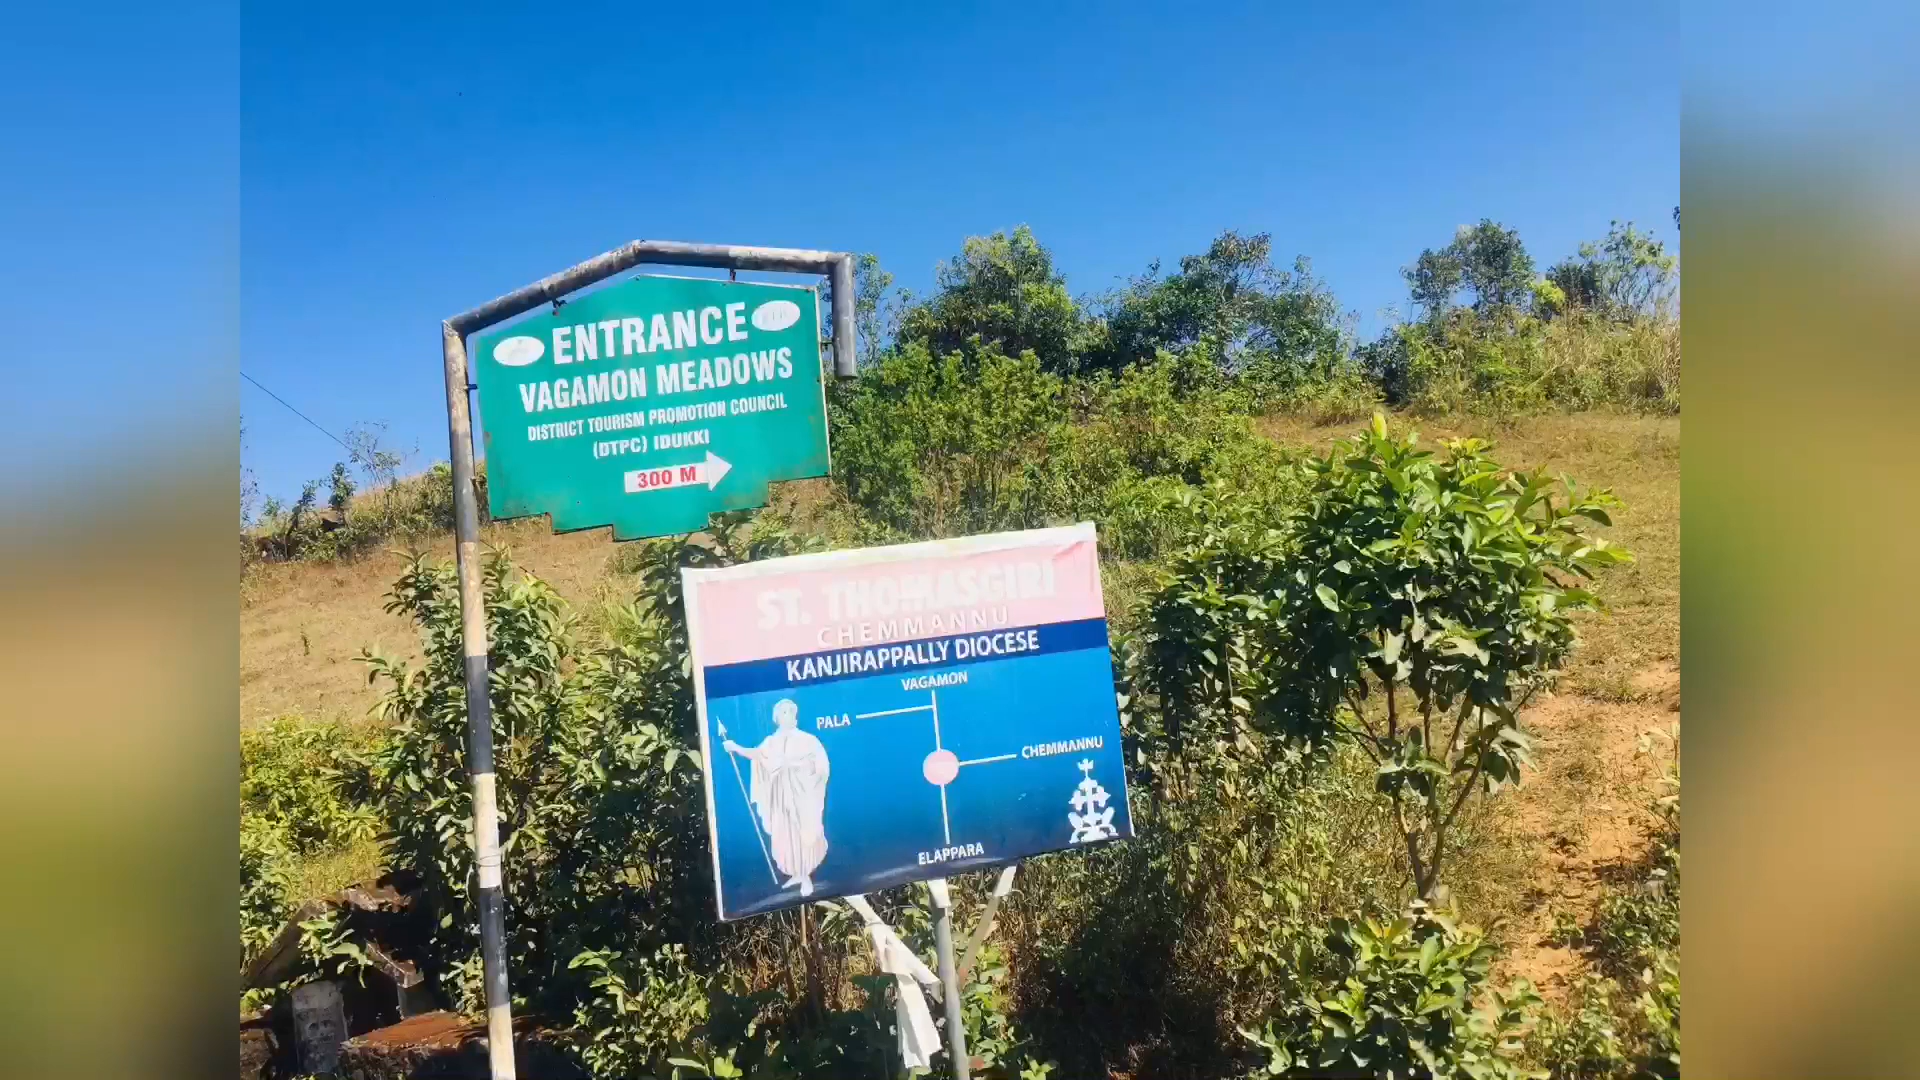 ENTRANCE
VAGAMON MEADOWS
DISTRICT TOURISM PROMOTION COUNCIL
(DTPC) IDUKKI
300 M
ST. THOMASGIRI
CHEMMANNU
KANJIRAPPALLY DIOCESE
VAGAMON
PALA
CHEMMANNU
ELAPPARA